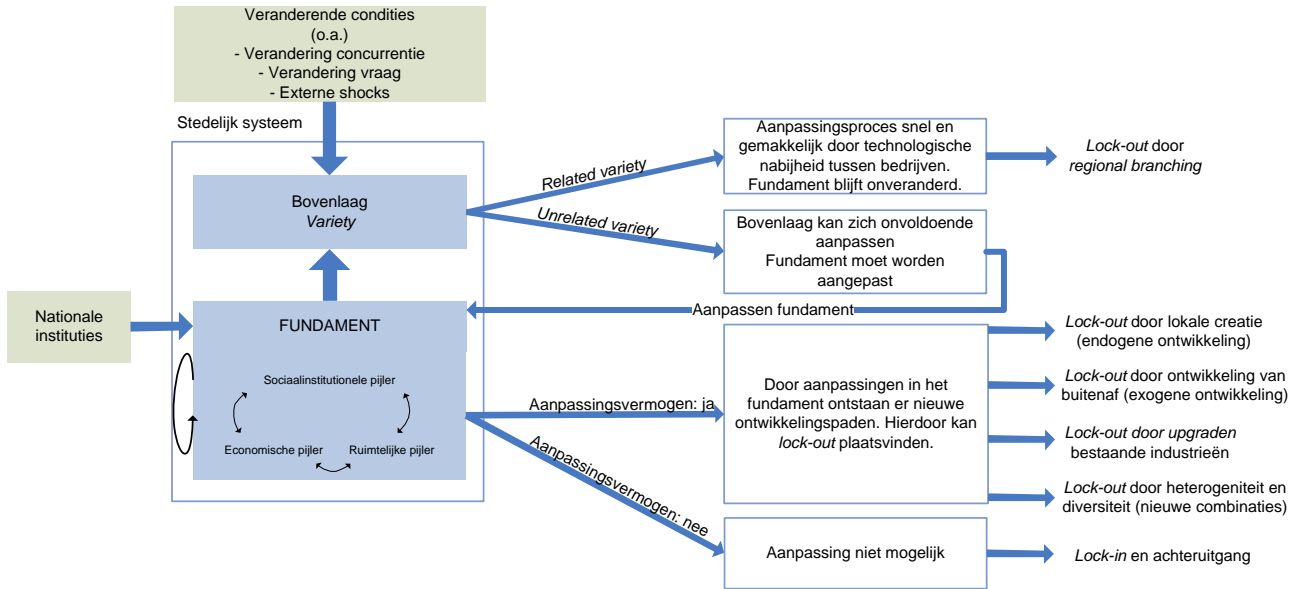 Veranderende condities
(o.a.)
- Verandering concurrentie
- Verandering vraag
- Externe shocks
Stedelijk systeem
Bovenlaag
Variety
Related variety
Unrelated variety
Aanpassingsproces snel en
gemakkelijk door technologische
nabijheid tussen bedrijven.
Fundament blijft onveranderd.
Lock-out door
regional branching
Bovenlaag kan zich onvoldoende
aanpassen
Fundament moet worden
aangepast
Aanpassen fundament
Nationale
instituties
FUNDAMENT
Sociaalinstitutionele pijler
Economische pijler
Ruimtelijke pijler
Aanpassingsvermogen: ja
Aanpassingsvermogen: nee
Door aanpassingen in het
fundament ontstaan er nieuwe
ontwikkelingspaden. Hierdoor kan
lock-out plaatsvinden.
Lock-out door lokale creatie
(endogene ontwikkeling)
Lock-out door ontwikkeling van
buitenaf (exogene ontwikkeling)
Lock-out door upgraden
bestaande industrieën
Lock-out door heterogeniteit en
diversiteit (nieuwe combinaties)
Aanpassing niet mogelijk
Lock-in en achteruitgang